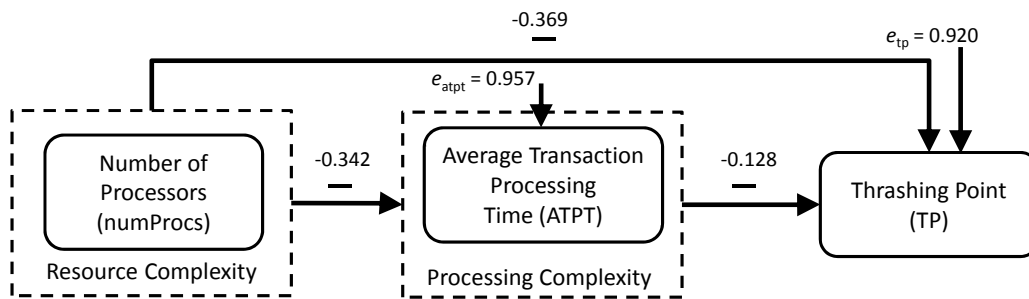 -0.369
e_tp = 0.920
e_atpt = 0.957
Number of
Processors
(numProcs)
Resource Complexity
-0.342
Average Transaction
Processing
Time (ATPT)
Processing Complexity
-0.128
Thrashing Point
(TP)